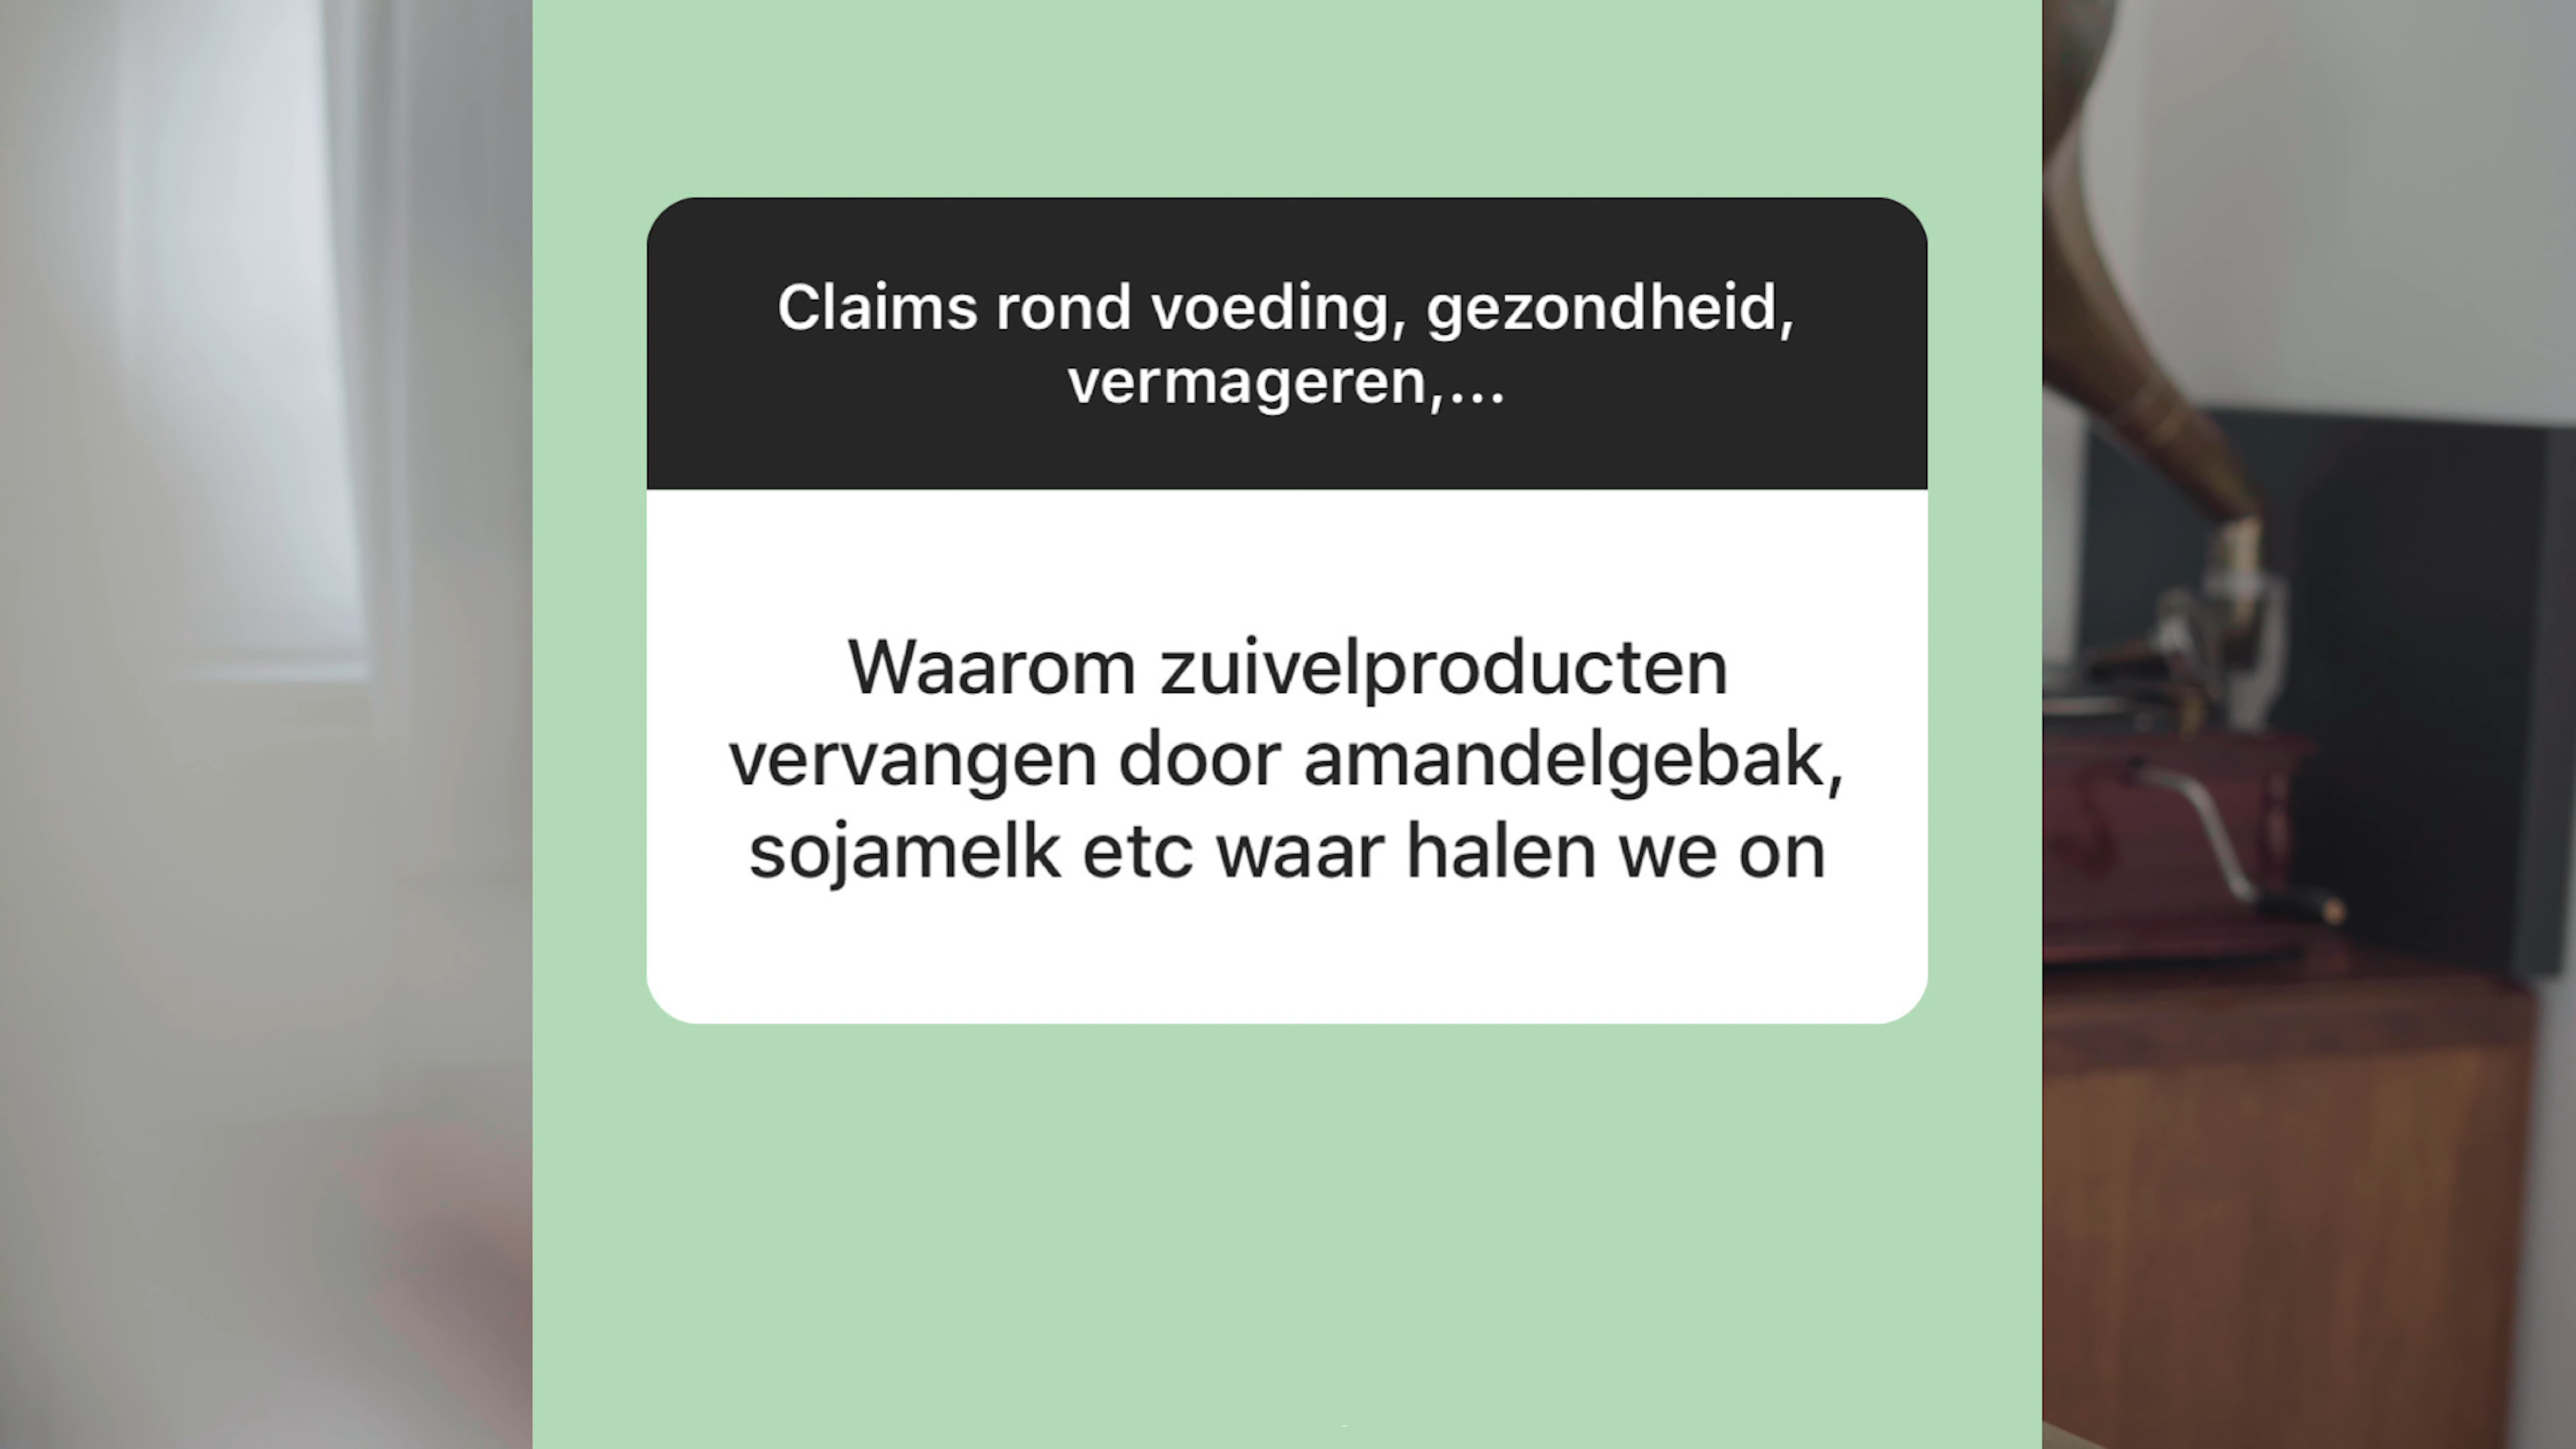 Claims rond voeding, gezondheid,
vermageren,...
Waarom zuivelproducten
vervangen door amandelgebak,
sojamelk etc waar halen we on